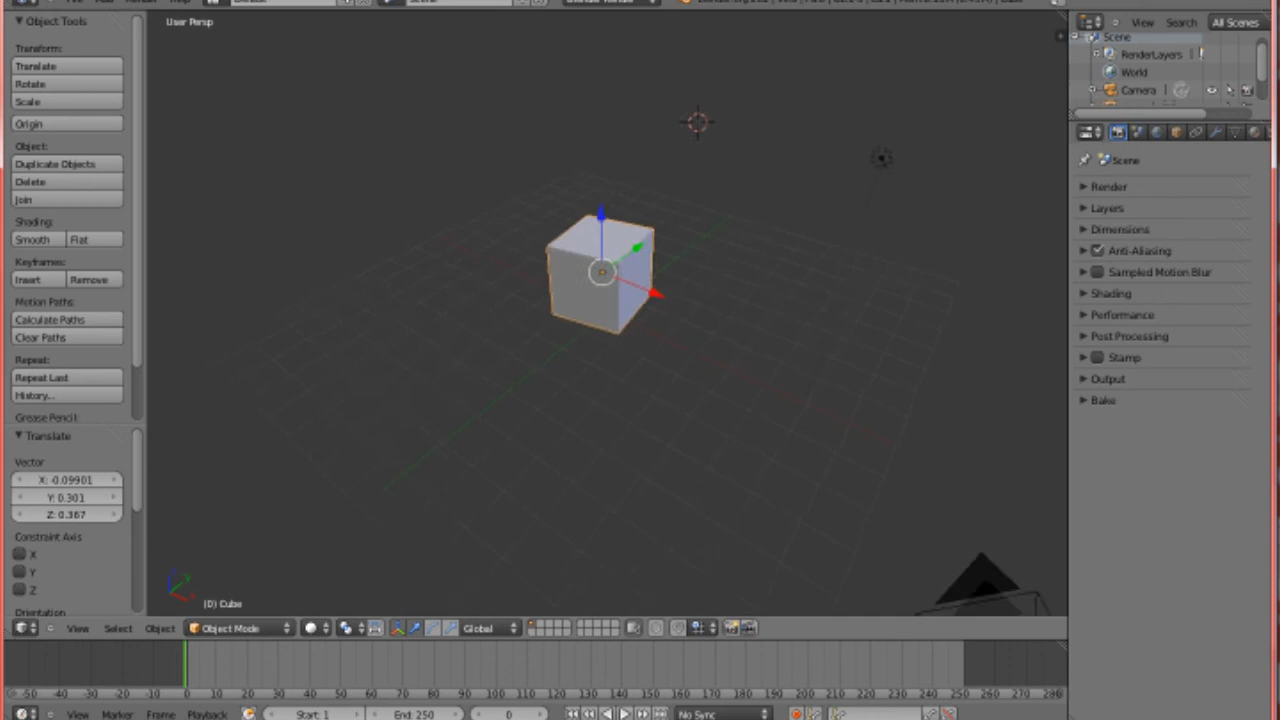 Object Tools
User Persp
View Search All Scenes
Scene
RenderLayers
World
Camera
Transform:
Translate
Rotate
Scale
Origin
Object:
Duplicate Objects
Delete
Join
Shading:
Smooth Flat
Keyframes:
Insert Remove
Motion Paths:
Calculate Paths
Clear Paths
Repeat:
Repeat Last
History...
Grease Pencil:
Translate
Vector
X: -0.09901
Y: 0.301
Z: 0.367
Constraint Axis
X
Y
Z
Orientation
(0) Cube
Scene
Render
Layers
Dimensions
Anti-Aliasing
Sampled Motion Blur
Shading
Performance
Post Processing
Stamp
Output
Bake
View Select Object Object Mode Global
-50 -40 -30 -20 -10 0 10 20 30 40 50 60 70 80 90 100 110 120 130 140 150 160 170 180 190 200 210 220 230 240 250 260 270 280
View Marker Frame Playback Start: 1 End: 250 0 No Sync